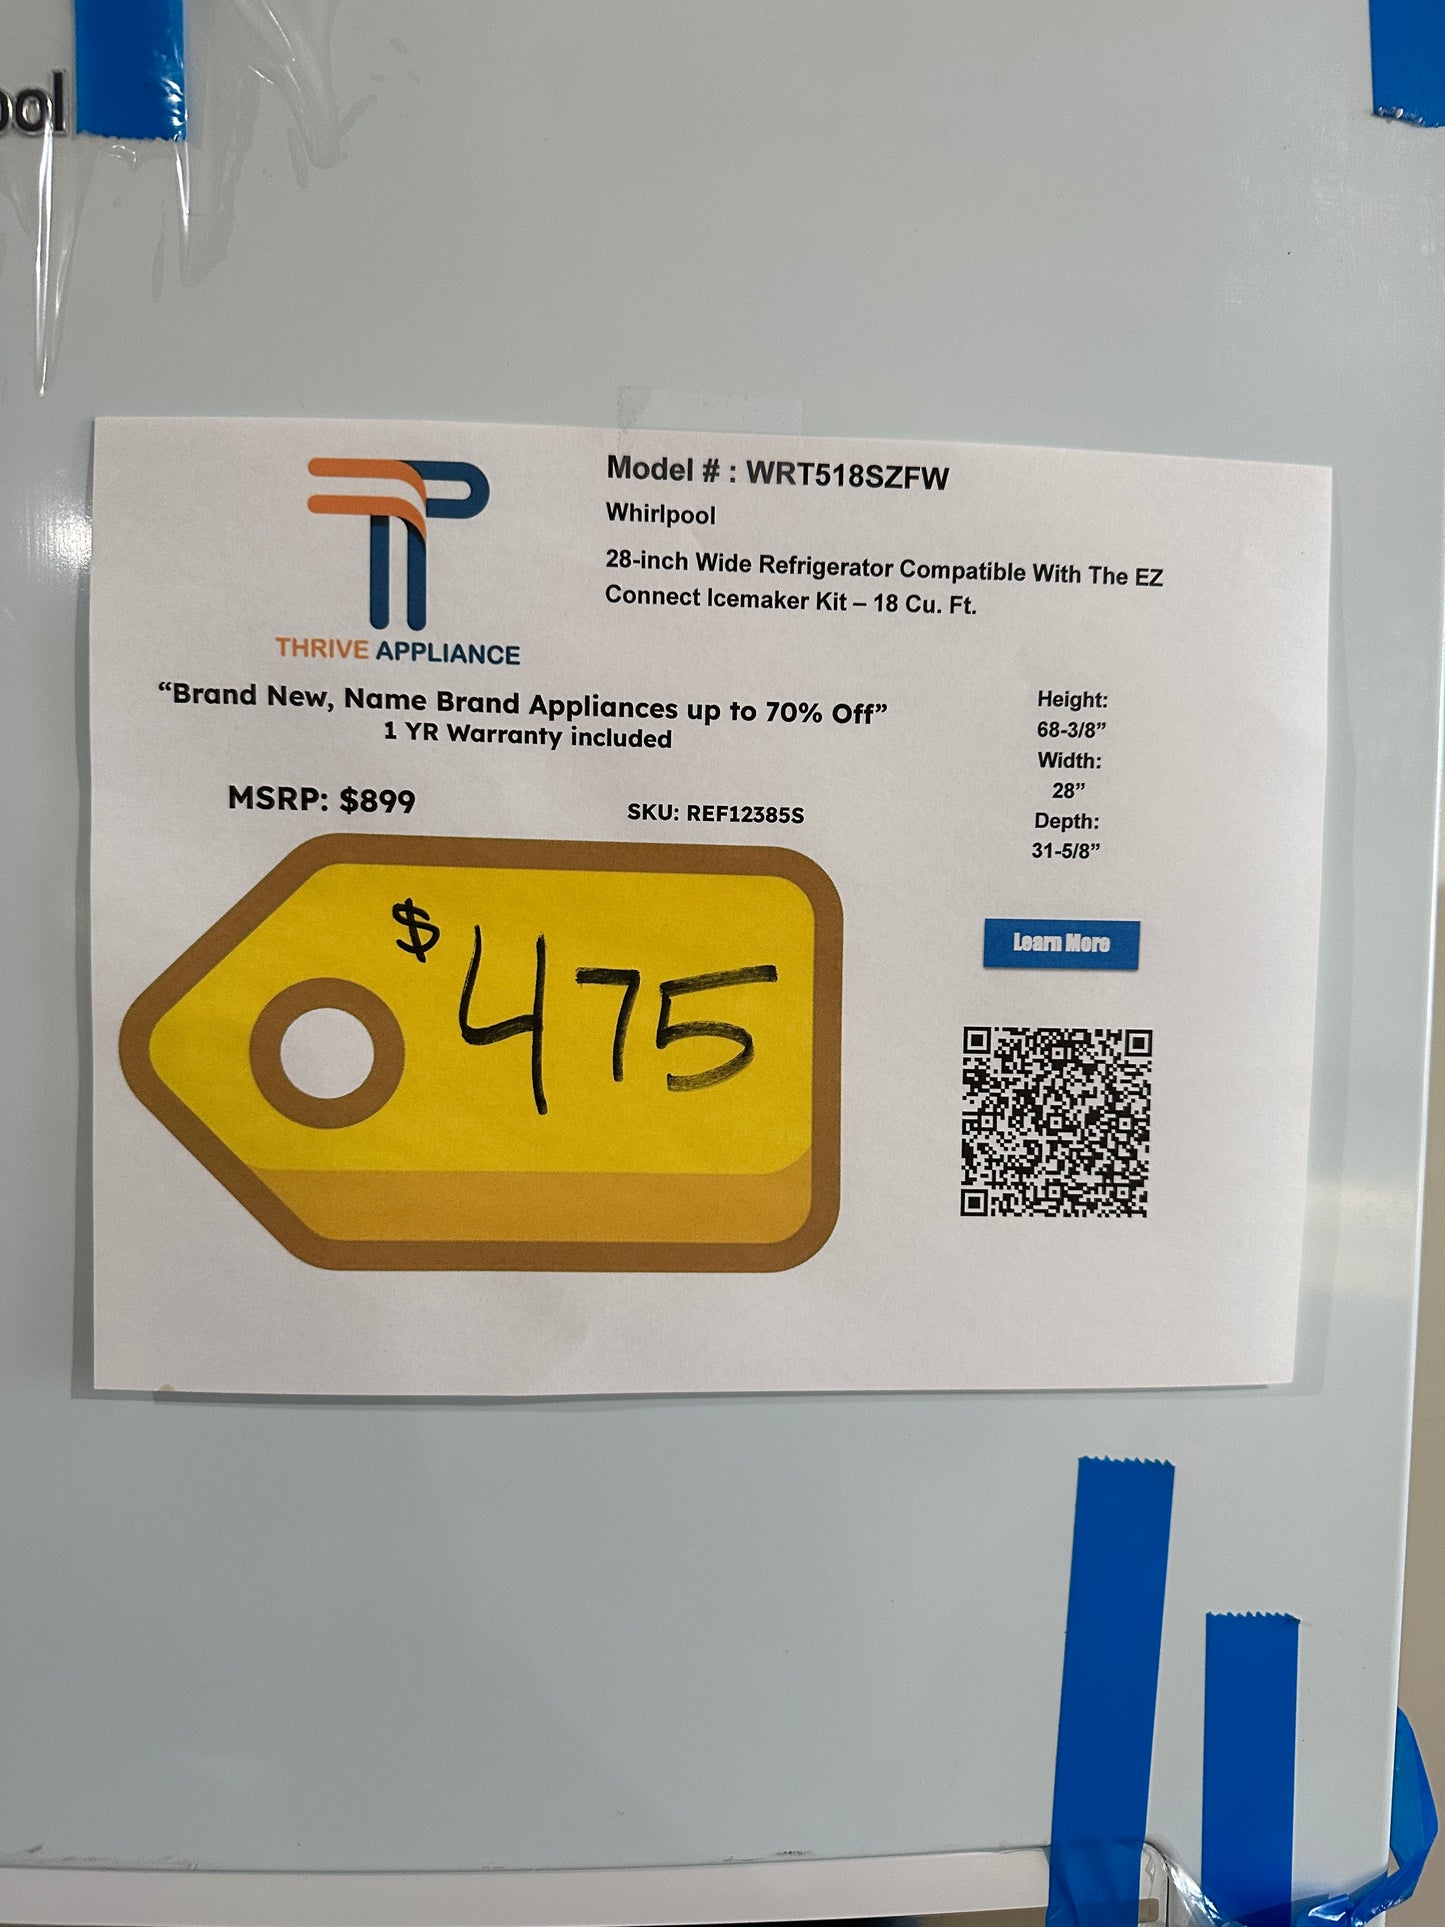 ool
Model # : WRT518SZFW
Whirlpool
28-inch Wide Refrigerator Compatible With The EZ
Connect Icemaker Kit – 18 Cu. Ft.
THRIVE APPLIANCE
“Brand New, Name Brand Appliances up to 70% Off”
1 YR Warranty included
MSRP: $899
SKU: REF12385S
$475
Height:
68-3/8”
Width:
28”
Depth:
31-5/8”
Learn More